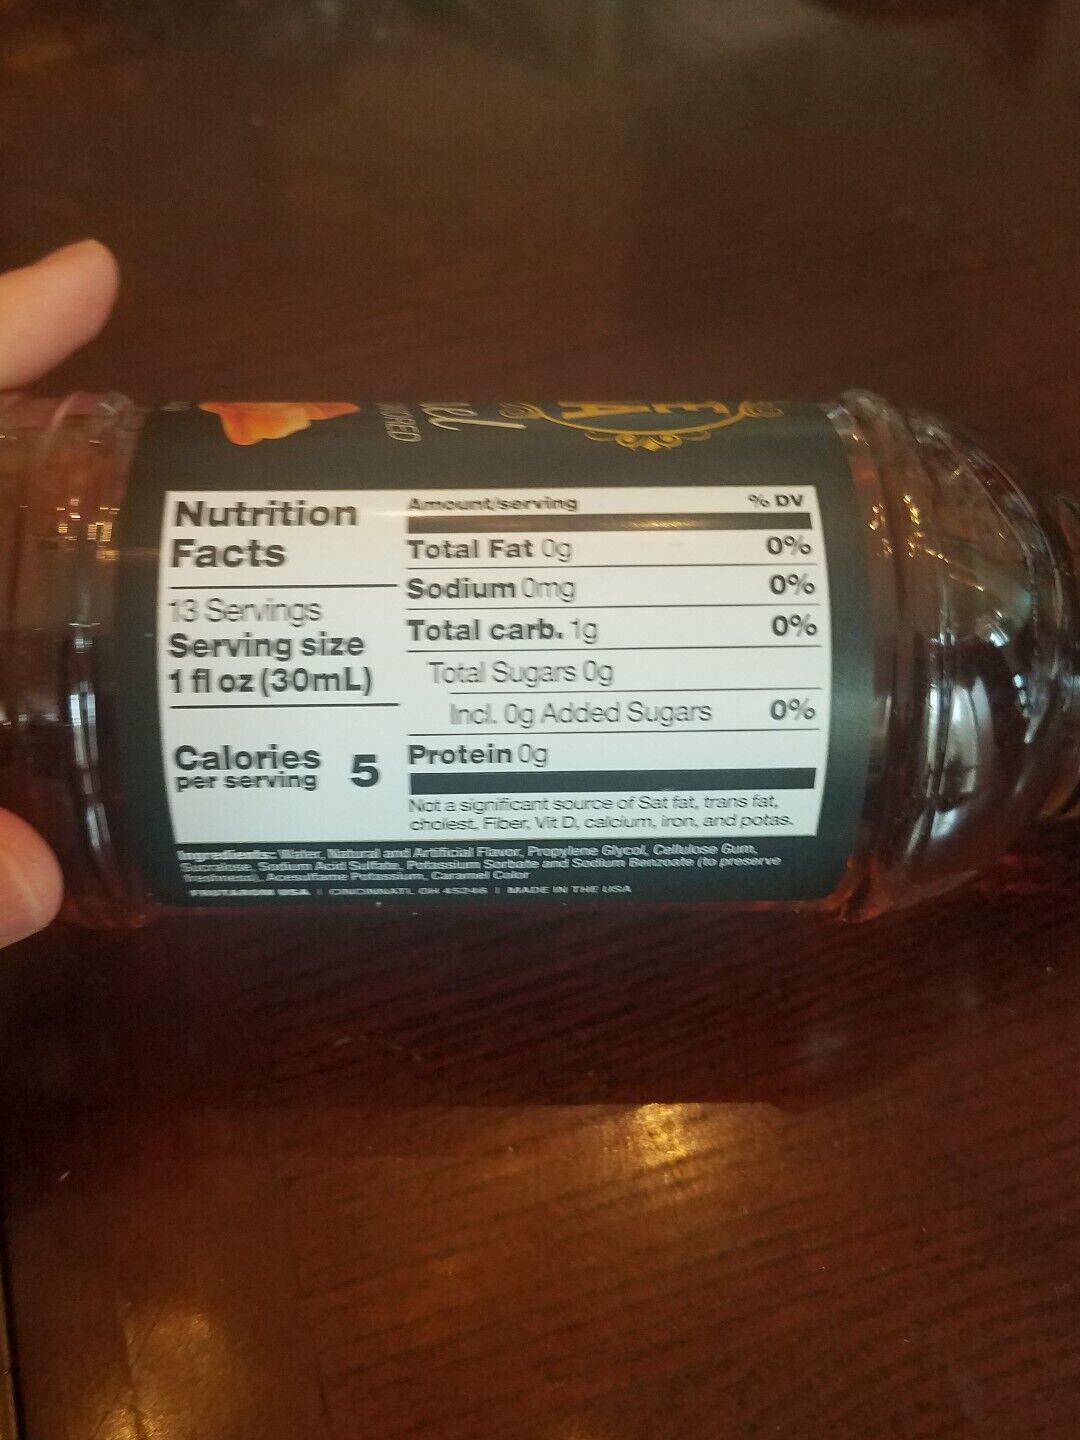 Nutrition
Facts
13 Servings
Serving size
1 fl oz (30mL)
Calories 5
per serving
Amount/serving % DV
Total Fat 0g 0%
Sodium 0mg 0%
Total carb. 1g 0%
Total Sugars 0g
Incl. 0g Added Sugars 0%
Protein 0g
Not a significant source of Sat fat, trans fat,
cholest, Fiber, Vit D, calcium, iron, and potas.
Ingredients: Water, Natural and Artificial Flavor, Propylene Glycol, Cellulose Gum,
Sucralose, Sodium Acid Sulfate, Potassium Sorbate and Sodium Benzoate (to preserve
freshness), Acesulfame Potassium, Caramel Color
FRUTAROM USA | CINCINNATI, OH 45246 | MADE IN THE USA